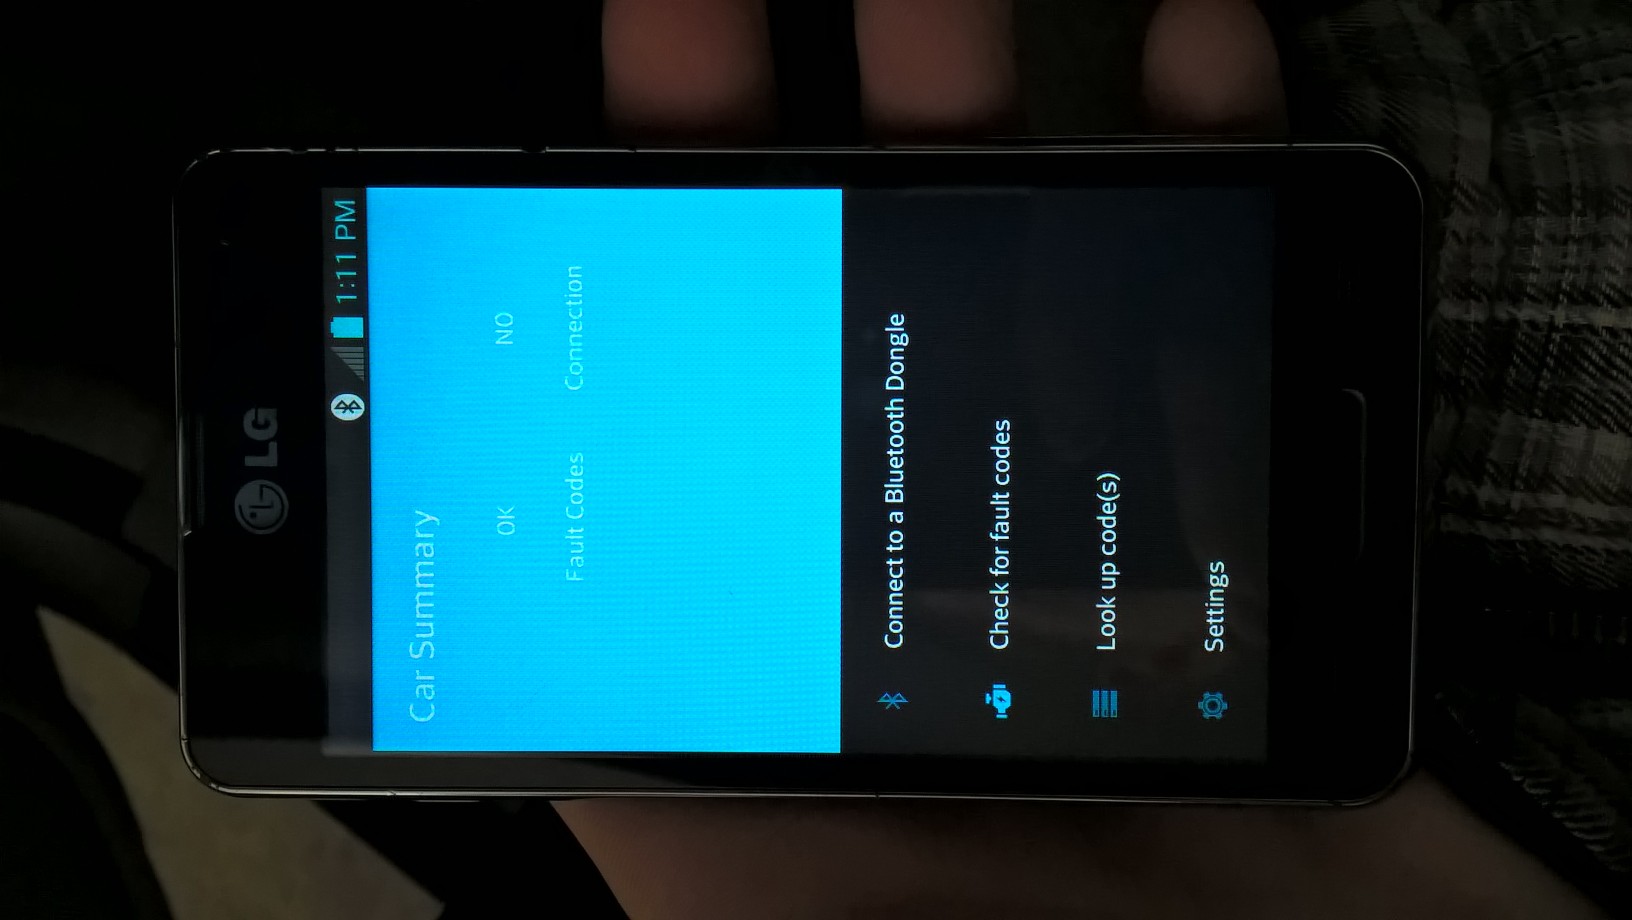 LG
1:11 PM
Car Summary
OK NO
Fault Codes Connection
Connect to a Bluetooth Dongle
Check for fault codes
Look up code(s)
Settings